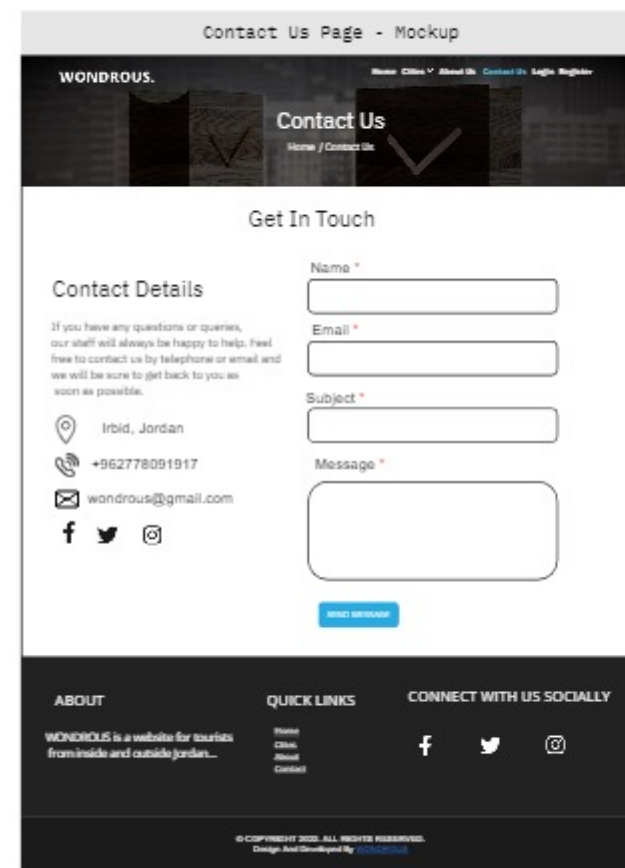 Contact Us Page - Mockup
WONDROUS.
Home Cities About Us Contact Us Login Register
Contact Us
Home / Contact Us
Get In Touch
Contact Details
If you have any questions or queries,
our staff will always be happy to help. Feel
free to contact us by telephone or email and
we will be sure to get back to you as
soon as possible.
Irbid, Jordan
+962778091917
wondrous@gmail.com
Name *
Email *
Subject *
Message *
SEND MESSAGE
ABOUT
WONDROUS is a website for tourists
from inside and outside Jordan...
QUICK LINKS
Home
Cities
About
Contact
CONNECT WITH US SOCIALLY
© COPYRIGHT 2022. ALL RIGHTS RESERVED.
Design And Developed By WONDROUS